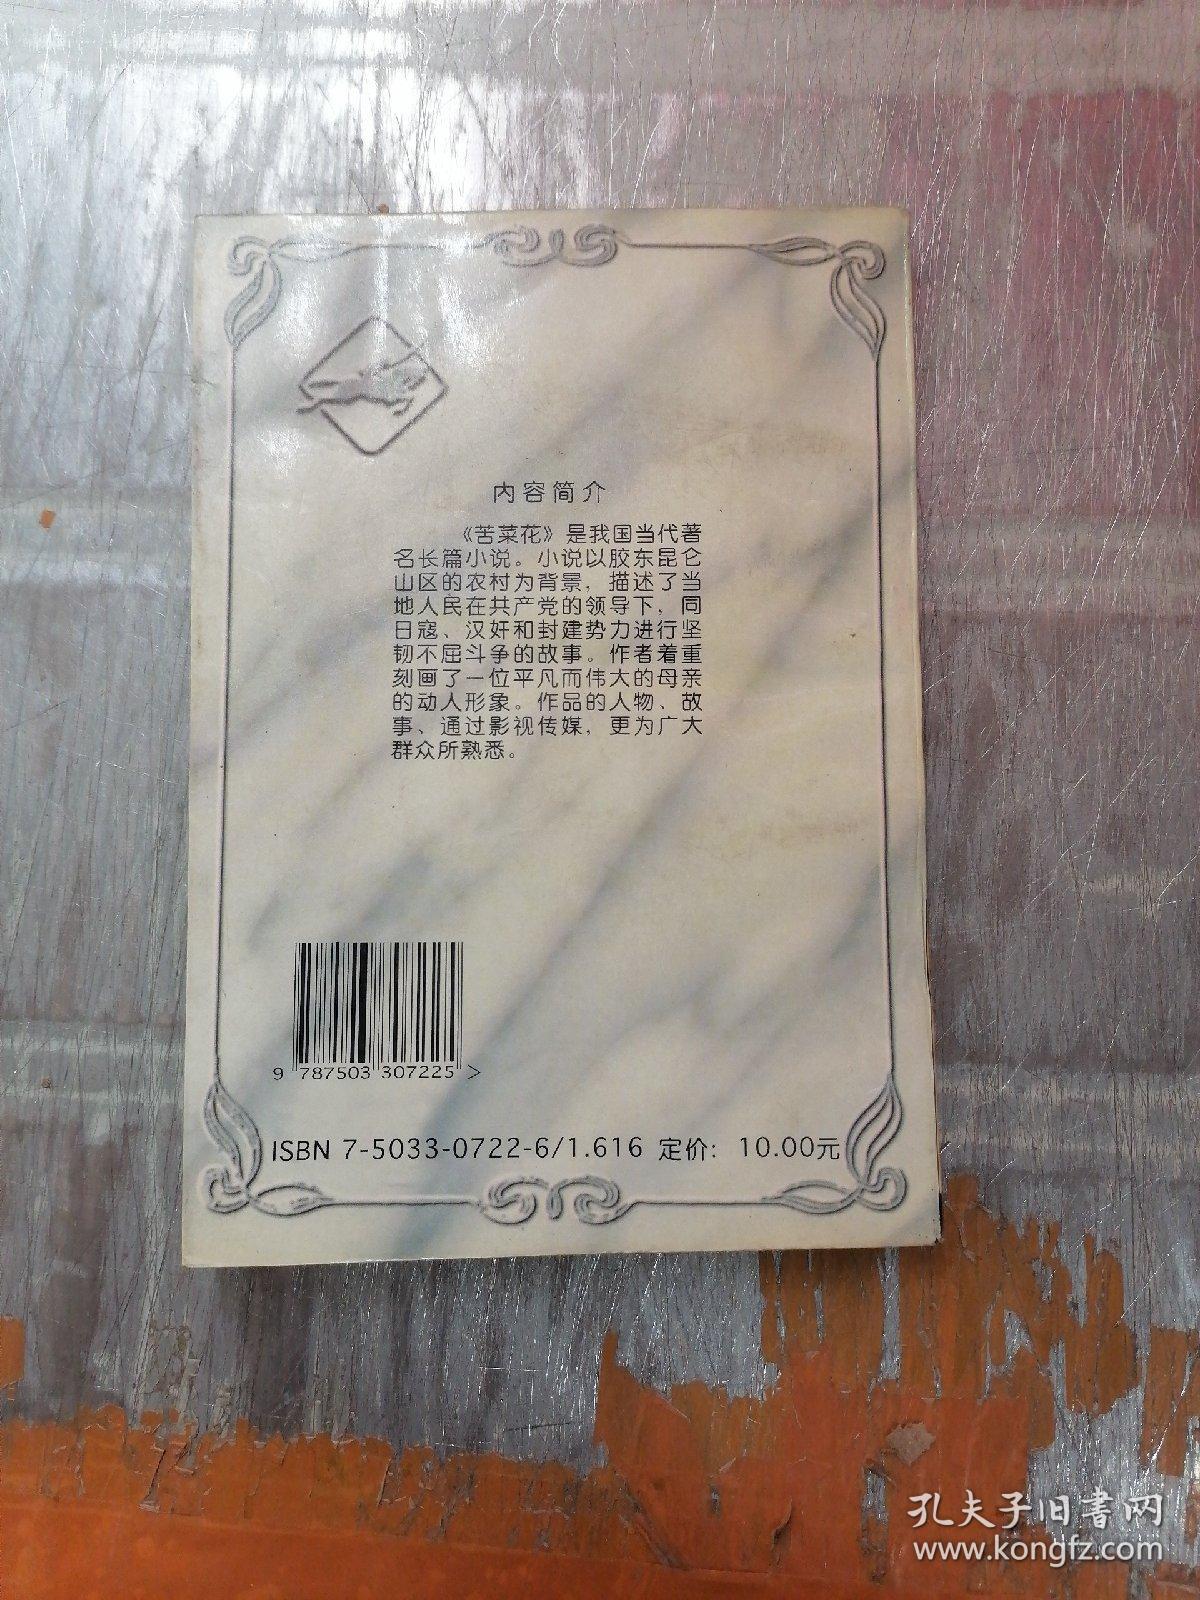 内容简介
《苦菜花》是我国当代著
名长篇小说。小说以胶东昆仑
山区的农村为背景，描述了当
地人民在共产党的领导下，同
日寇、汉奸和封建势力进行坚
韧不屈斗争的故事。作者着重
刻画了一位平凡而伟大的母亲
的动人形象。作品的人物、故
事、通过影视传媒，更为广大
群众所熟悉。
9 787503 307225 >
ISBN 7-5033-0722-6/1.616 定价：10.00元
孔夫子旧书网
www.kongfz.com